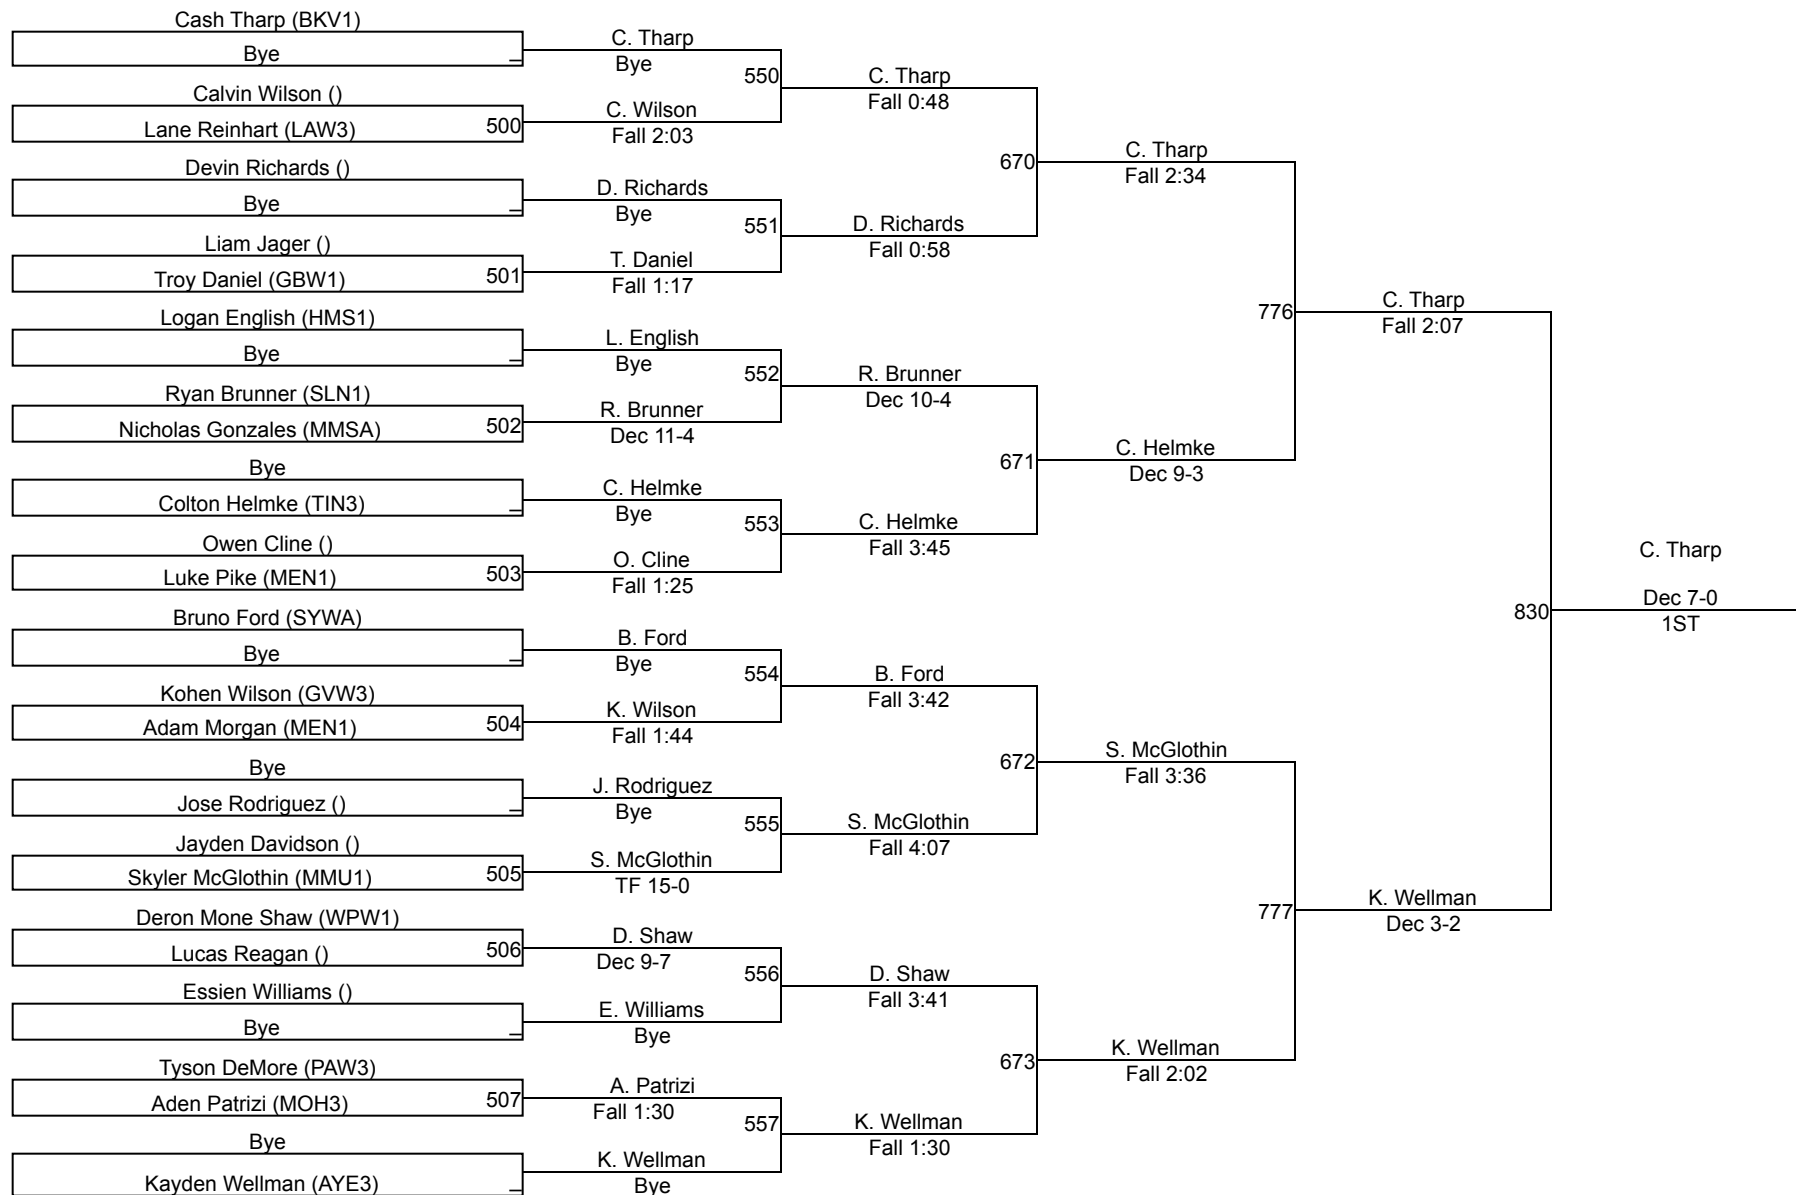 Cash Tharp (BKV1)
Bye
Calvin Wilson ()
Lane Reinhart (LAW3) 500
Devin Richards ()
Bye
Liam Jager ()
Troy Daniel (GBW1) 501
Logan English (HMS1)
Bye
Ryan Brunner (SLN1)
Nicholas Gonzales (MMSA) 502
Bye
Colton Helmke (TIN3)
Owen Cline ()
Luke Pike (MEN1) 503
Bruno Ford (SYWA)
Bye
Kohen Wilson (GVW3)
Adam Morgan (MEN1) 504
Bye
Jose Rodriguez ()
Jayden Davidson ()
Skyler McGlothin (MMU1) 505
Deron Mone Shaw (WPW1)
Lucas Reagan () 506
Essien Williams ()
Bye
Tyson DeMore (PAW3)
Aden Patrizi (MOH3) 507
Bye
Kayden Wellman (AYE3)
C. Tharp
Bye
550
C. Wilson
Fall 2:03
D. Richards
Bye
551
T. Daniel
Fall 1:17
L. English
Bye
552
R. Brunner
Dec 11-4
C. Helmke
Bye
553
O. Cline
Fall 1:25
B. Ford
Bye
554
K. Wilson
Fall 1:44
J. Rodriguez
Bye
555
S. McGlothin
TF 15-0
D. Shaw
Dec 9-7
556
E. Williams
Bye
A. Patrizi
Fall 1:30
557
K. Wellman
Bye
C. Tharp
Fall 0:48
670
D. Richards
Fall 0:58
R. Brunner
Dec 10-4
671
C. Helmke
Fall 3:45
B. Ford
Fall 3:42
672
S. McGlothin
Fall 4:07
D. Shaw
Fall 3:41
673
K. Wellman
Fall 1:30
C. Tharp
Fall 2:34
776
C. Helmke
Dec 9-3
S. McGlothin
Fall 3:36
777
K. Wellman
Fall 2:02
C. Tharp
Fall 2:07
830
K. Wellman
Dec 3-2
C. Tharp
Dec 7-0
1ST